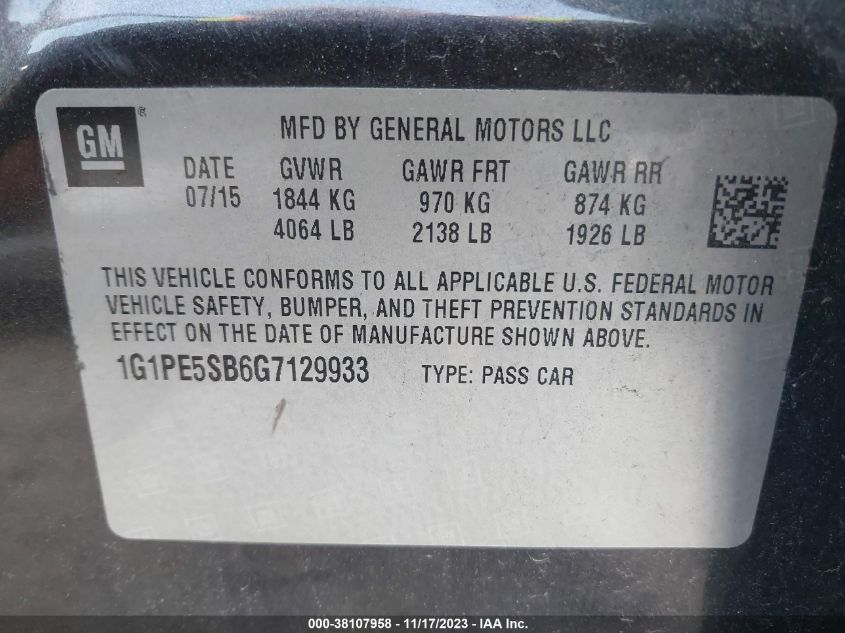 GM®
MFD BY GENERAL MOTORS LLC
DATE GVWR GAWR FRT GAWR RR
07/15 1844 KG 970 KG 874 KG
4064 LB 2138 LB 1926 LB
THIS VEHICLE CONFORMS TO ALL APPLICABLE U.S. FEDERAL MOTOR
VEHICLE SAFETY, BUMPER, AND THEFT PREVENTION STANDARDS IN
EFFECT ON THE DATE OF MANUFACTURE SHOWN ABOVE.
1G1PE5SB6G7129933 TYPE: PASS CAR
000-38107958 - 11/17/2023 - IAA Inc.